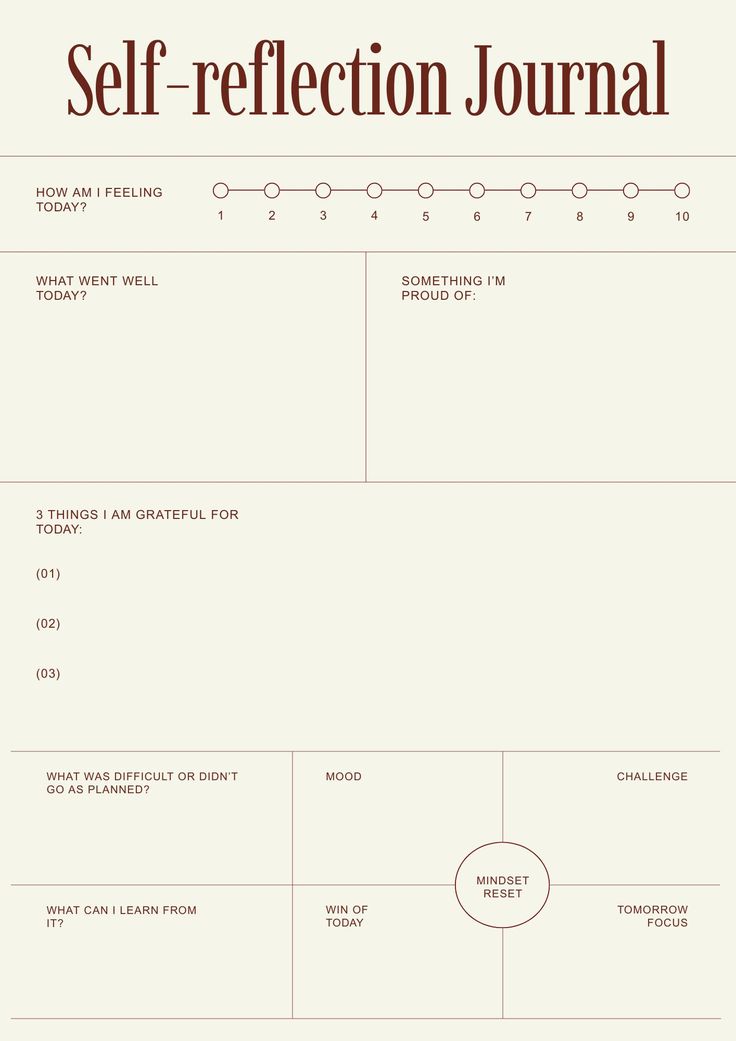 Self-reflection Journal
HOW AM I FEELING
TODAY?
1 2 3 4 5 6 7 8 9 10
WHAT WENT WELL
TODAY?
SOMETHING I'M
PROUD OF:
3 THINGS I AM GRATEFUL FOR
TODAY:
(01)
(02)
(03)
WHAT WAS DIFFICULT OR DIDN'T
GO AS PLANNED?
MOOD
CHALLENGE
MINDSET
RESET
WHAT CAN I LEARN FROM
IT?
WIN OF
TODAY
TOMORROW
FOCUS